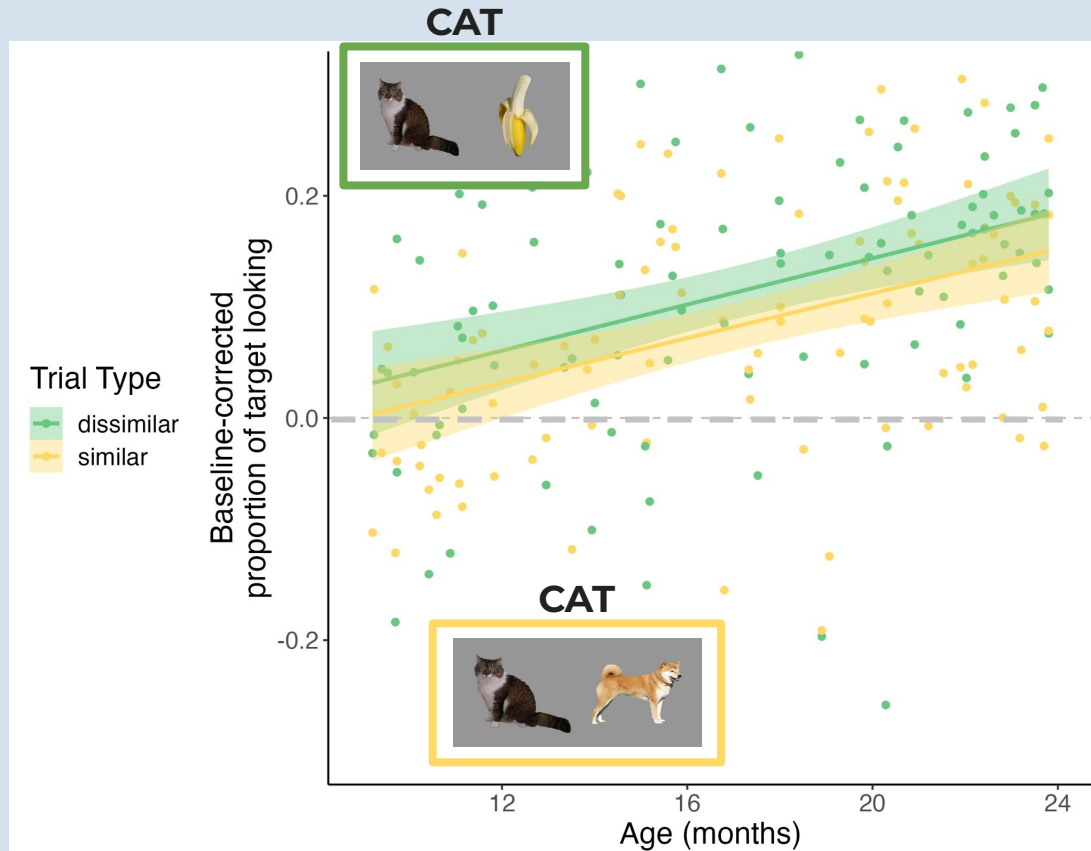 CAT
0.2
0.0
-0.2
Baseline-corrected
proportion of target looking
Trial Type
dissimilar
similar
CAT
12
16
20
24
Age (months)